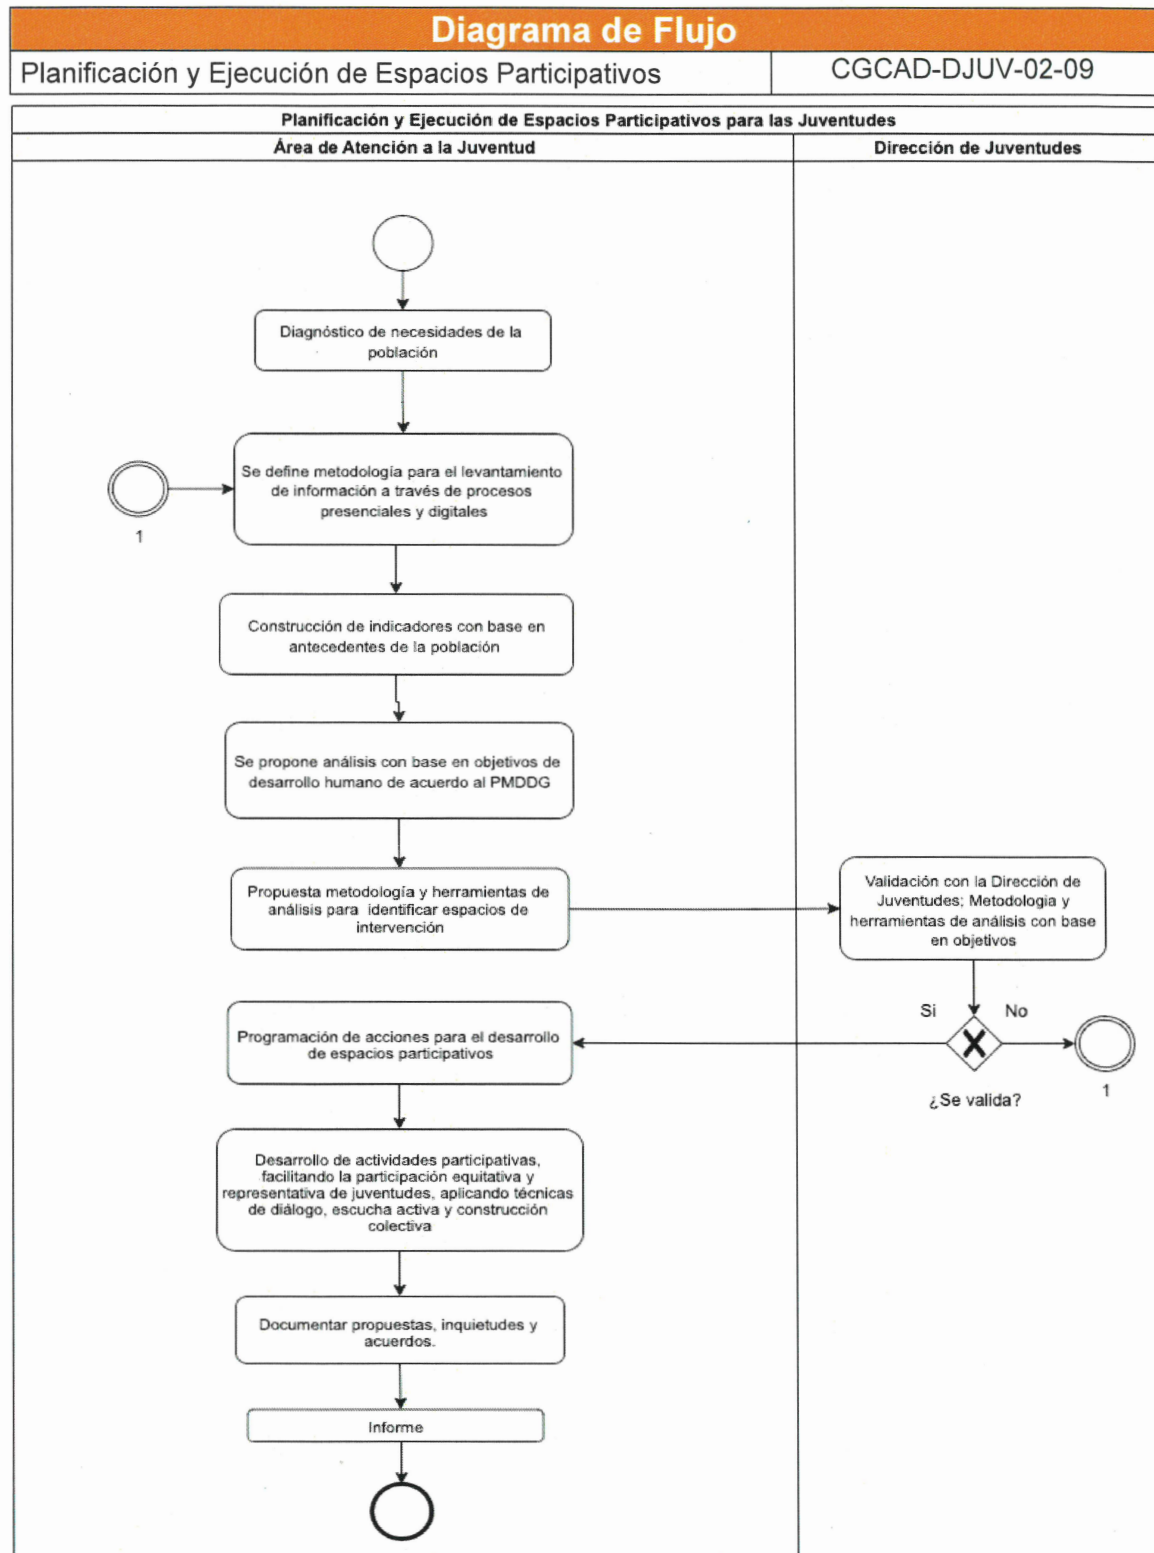 Diagrama de Flujo
Planificación y Ejecución de Espacios Participativos
CGCAD-DJUV-02-09
Planificación y Ejecución de Espacios Participativos para las Juventudes
Área de Atención a la Juventud
Dirección de Juventudes
Diagnóstico de necesidades de la
población
Se define metodología para el levantamiento
de información a través de procesos
presenciales y digitales
1
Construcción de indicadores con base en
antecedentes de la población
Se propone análisis con base en objetivos de
desarrollo humano de acuerdo al PMDDG
Propuesta metodología y herramientas de
análisis para identificar espacios de
intervención
Validación con la Dirección de
Juventudes; Metodologia y
herramientas de análisis con base
en objetivos
Si
No
¿Se valida?
1
Programación de acciones para el desarrollo
de espacios participativos
Desarrollo de actividades participativas,
facilitando la participación equitativa y
representativa de juventudes, aplicando técnicas
de diálogo, escucha activa y construcción
colectiva
Documentar propuestas, inquietudes y
acuerdos.
Informe